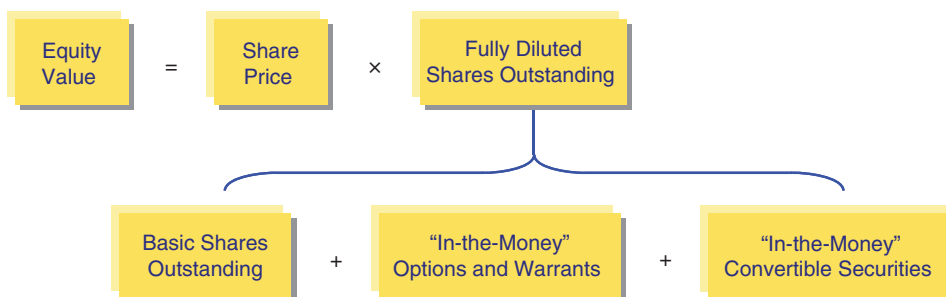 Equity
Value
=
Share
Price
×
Fully Diluted
Shares Outstanding
Basic Shares
Outstanding
+
“In-the-Money”
Options and Warrants
+
“In-the-Money”
Convertible Securities